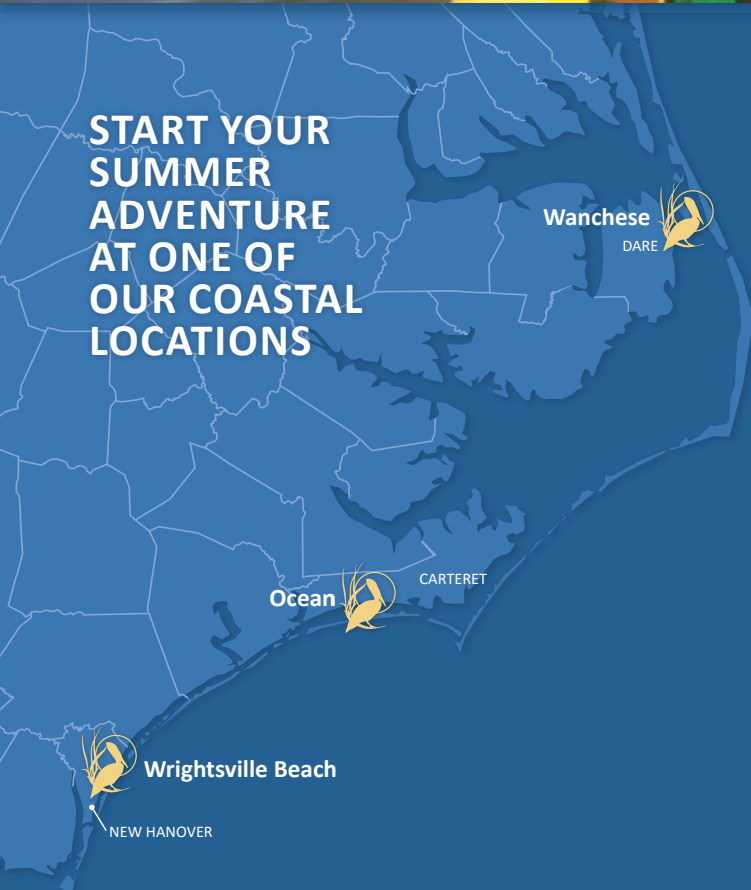 START YOUR
SUMMER
ADVENTURE
AT ONE OF
OUR COASTAL
LOCATIONS
Wanchese
DARE
CARTERET
Ocean
Wrightsville Beach
NEW HANOVER